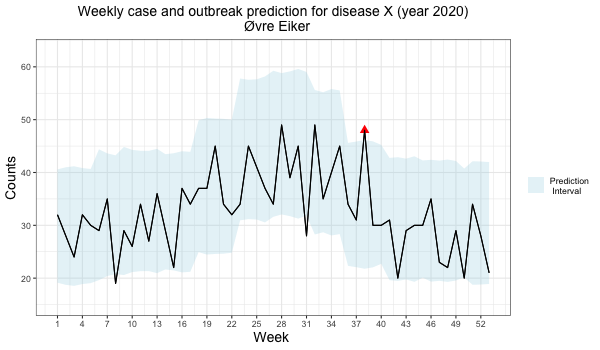 Weekly case and outbreak prediction for disease X (year 2020)
Øvre Eiker
60
50
40
30
20
Counts
1 4 7 10 13 16 19 22 25 28 31 34 37 40 43 46 49 52
Week
Prediction
Interval